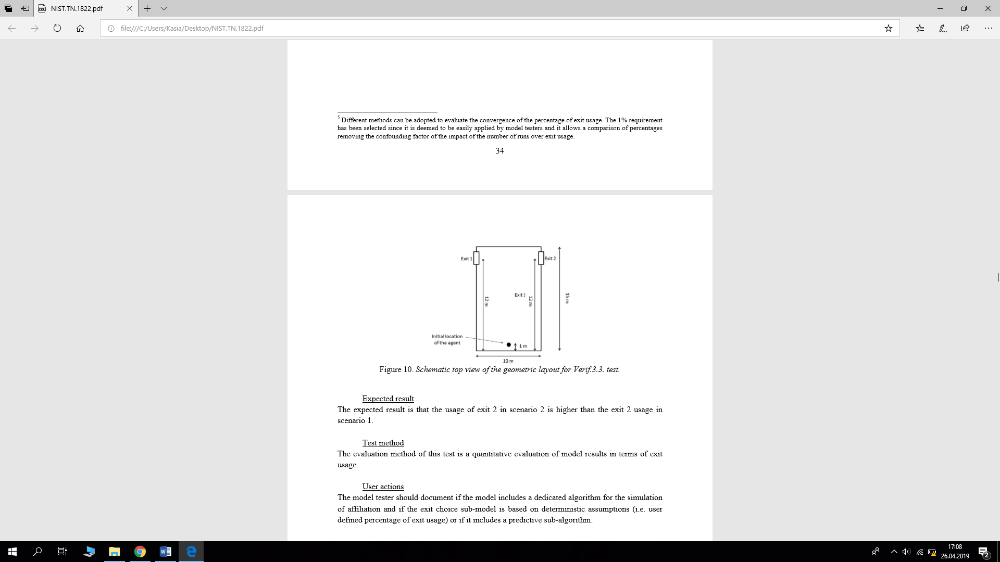 NIST.TN.1822.pdf
file:///C:/Users/Kasia/Desktop/NIST.TN.1822.pdf
5 Different methods can be adopted to evaluate the convergence of the percentage of exit usage. The 1% requirement
has been selected since it is deemed to be easily applied by model testers and it allows a comparison of percentages
removing the confounding factor of the impact of the number of runs over exit usage.
34
Exit 1
Exit 2
Exit
12 m
12 m
15 m
Initial location
of the agent
1 m
10 m
Figure 10. Schematic top view of the geometric layout for Verif.3.3. test.
Expected result
The expected result is that the usage of exit 2 in scenario 2 is higher than the exit 2 usage in
scenario 1.
Test method
The evaluation method of this test is a quantitative evaluation of model results in terms of exit
usage.
User actions
The model tester should document if the model includes a dedicated algorithm for the simulation
of affiliation and if the exit choice sub-model is based on deterministic assumptions (i.e. user
defined percentage of exit usage) or if it includes a predictive sub-algorithm.
17:08
26.04.2019
2